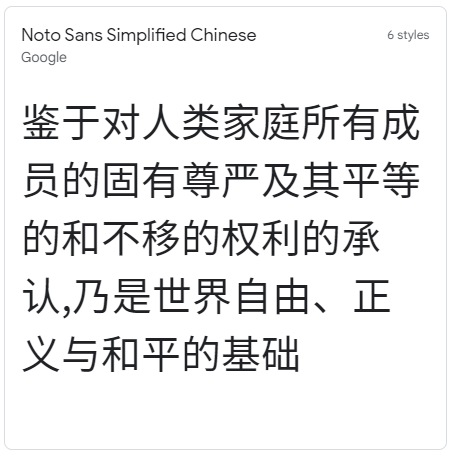 Noto Sans Simplified Chinese
6 styles
Google
鉴于对人类家庭所有成
员的固有尊严及其平等
的和不移的权利的承
认,乃是世界自由、正
义与和平的基础